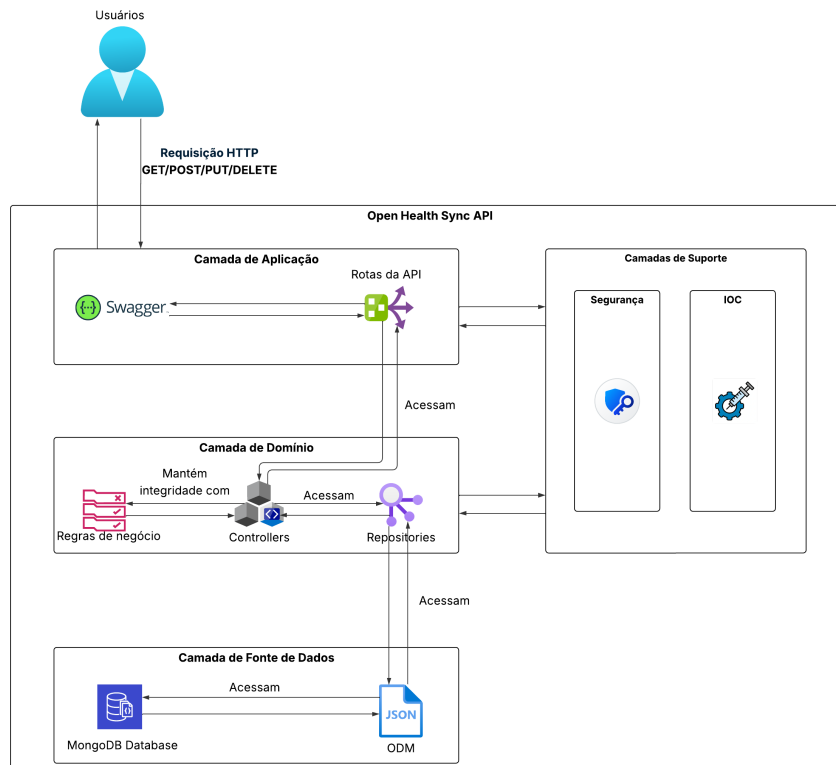 Usuários
Requisição HTTP
GET/POST/PUT/DELETE
Open Health Sync API
Camada de Aplicação
Rotas da API
Swagger.
Camadas de Suporte
Segurança
IOC
Acessam
Camada de Domínio
Mantém
integridade com
Acessam
Regras de negócio
Controllers
Repositories
Acessam
Camada de Fonte de Dados
Acessam
JSON
MongoDB Database
ODM